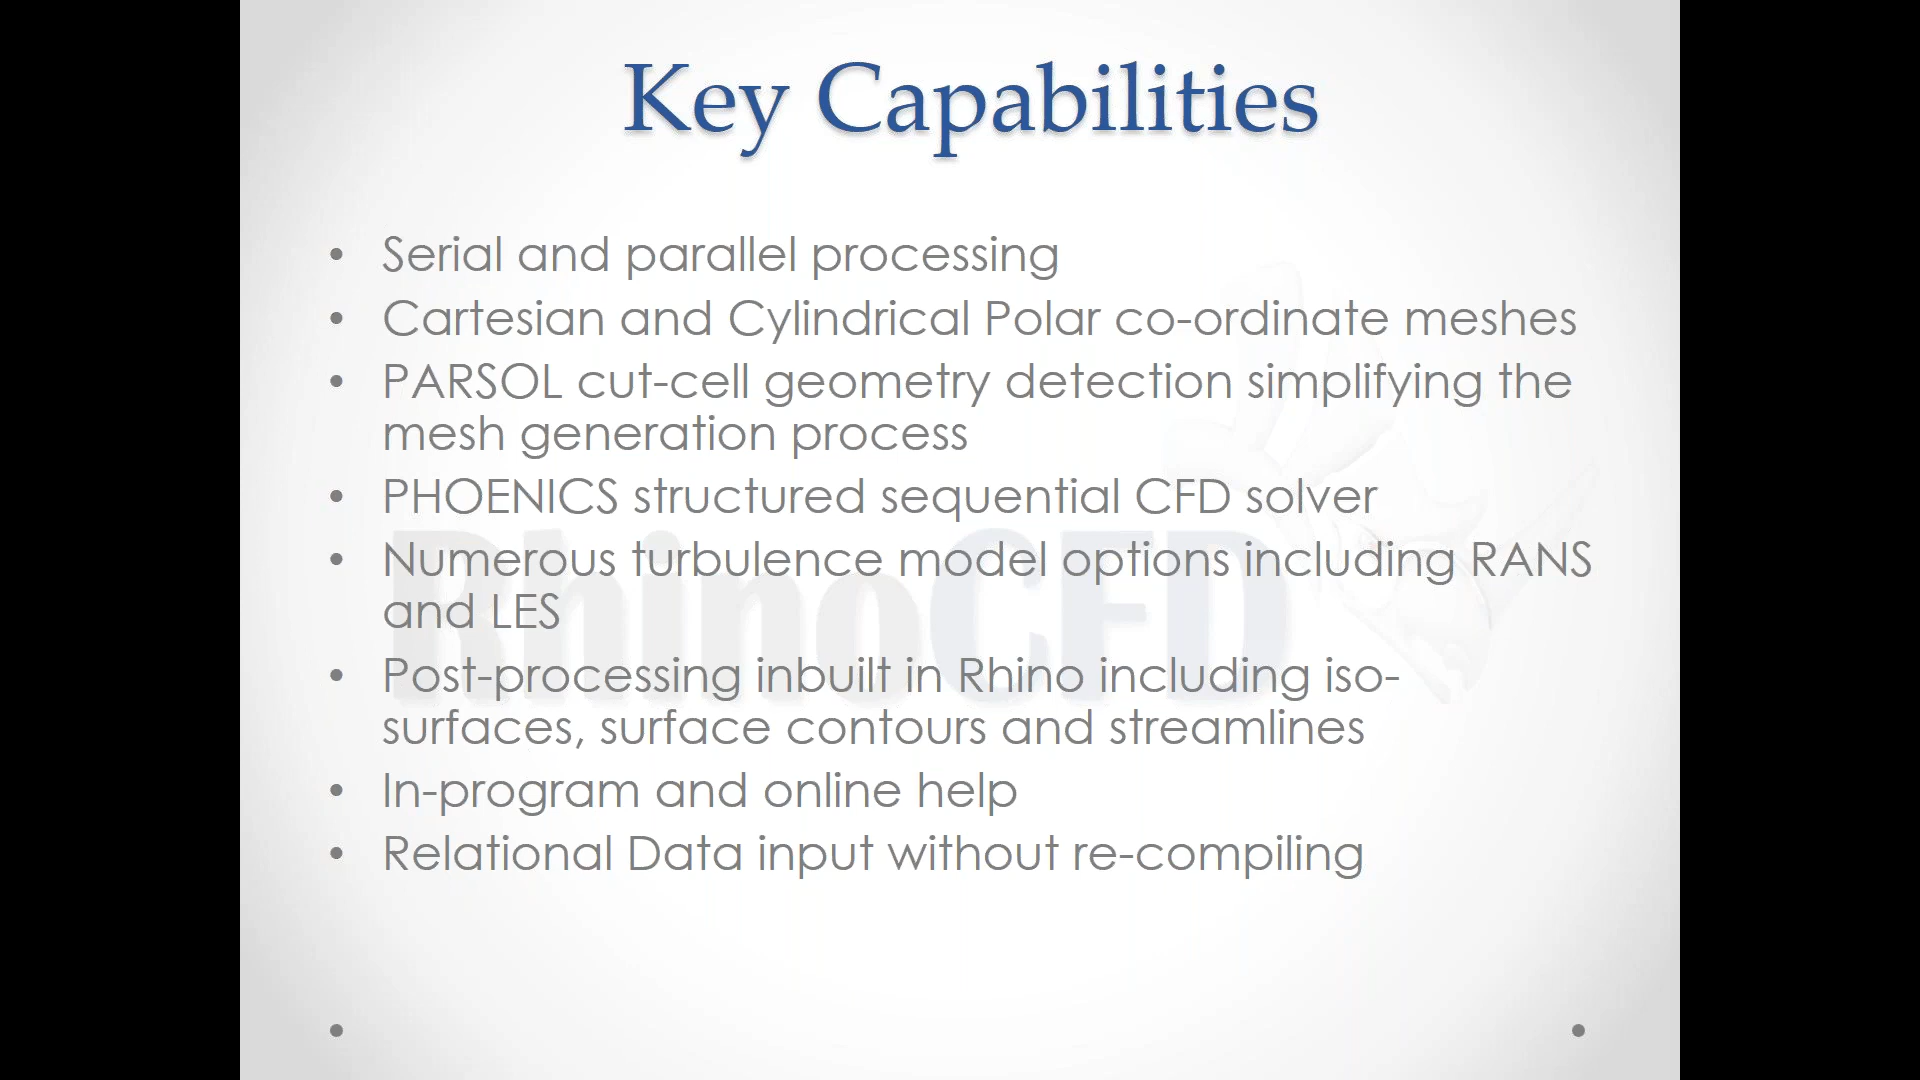 Key Capabilities
• Serial and parallel processing
• Cartesian and Cylindrical Polar co-ordinate meshes
• PARSOL cut-cell geometry detection simplifying the
mesh generation process
• PHOENICS structured sequential CFD solver
• Numerous turbulence model options including RANS
and LES
• Post-processing inbuilt in Rhino including iso-
surfaces, surface contours and streamlines
• In-program and online help
• Relational Data input without re-compiling
RhinoCFD